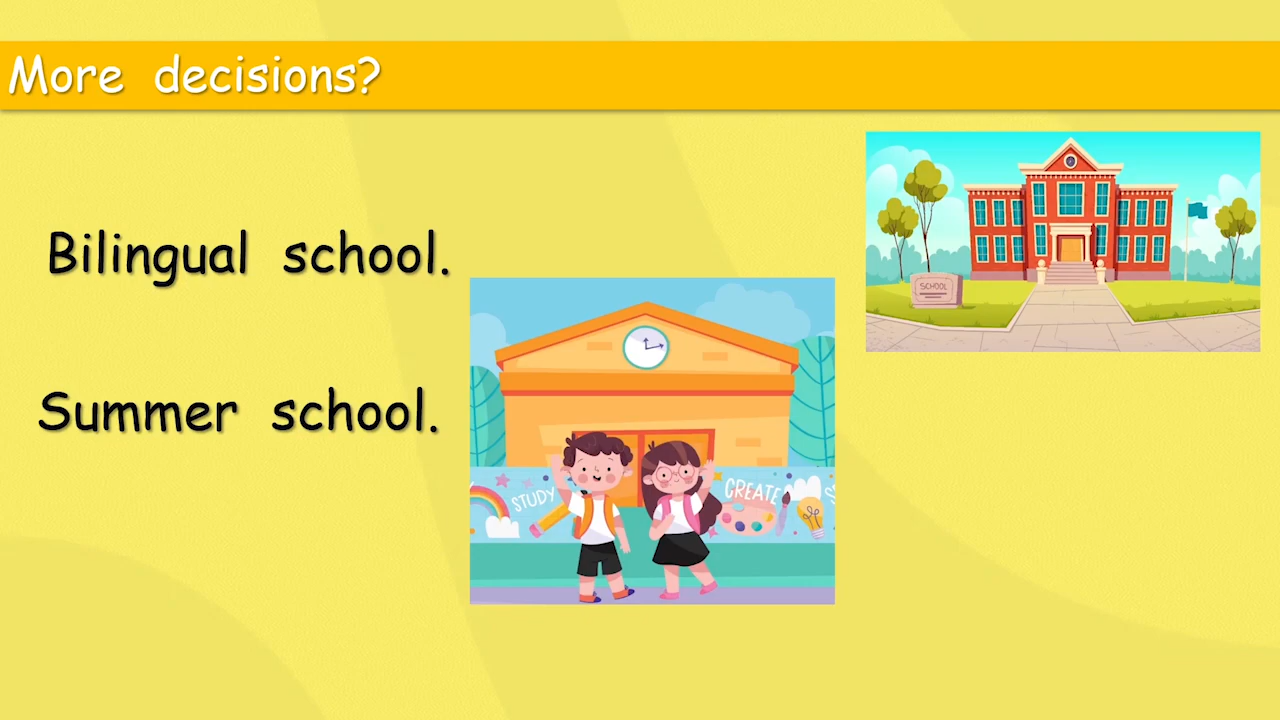 More decisions?
Bilingual school.
SCHOOL
Summer school.
STUDY
CREATE